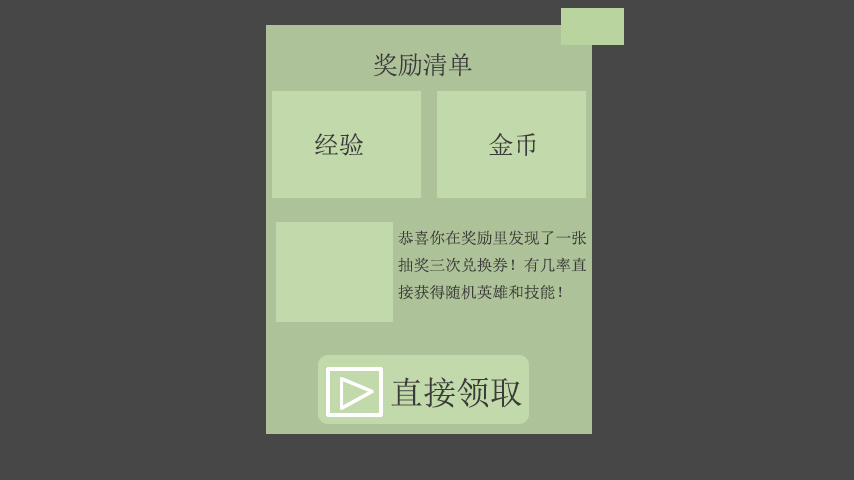 奖励清单
经验
金币
恭喜你在奖励里发现了一张
抽奖三次兑换券！有几率直
接获得随机英雄和技能！
直接领取